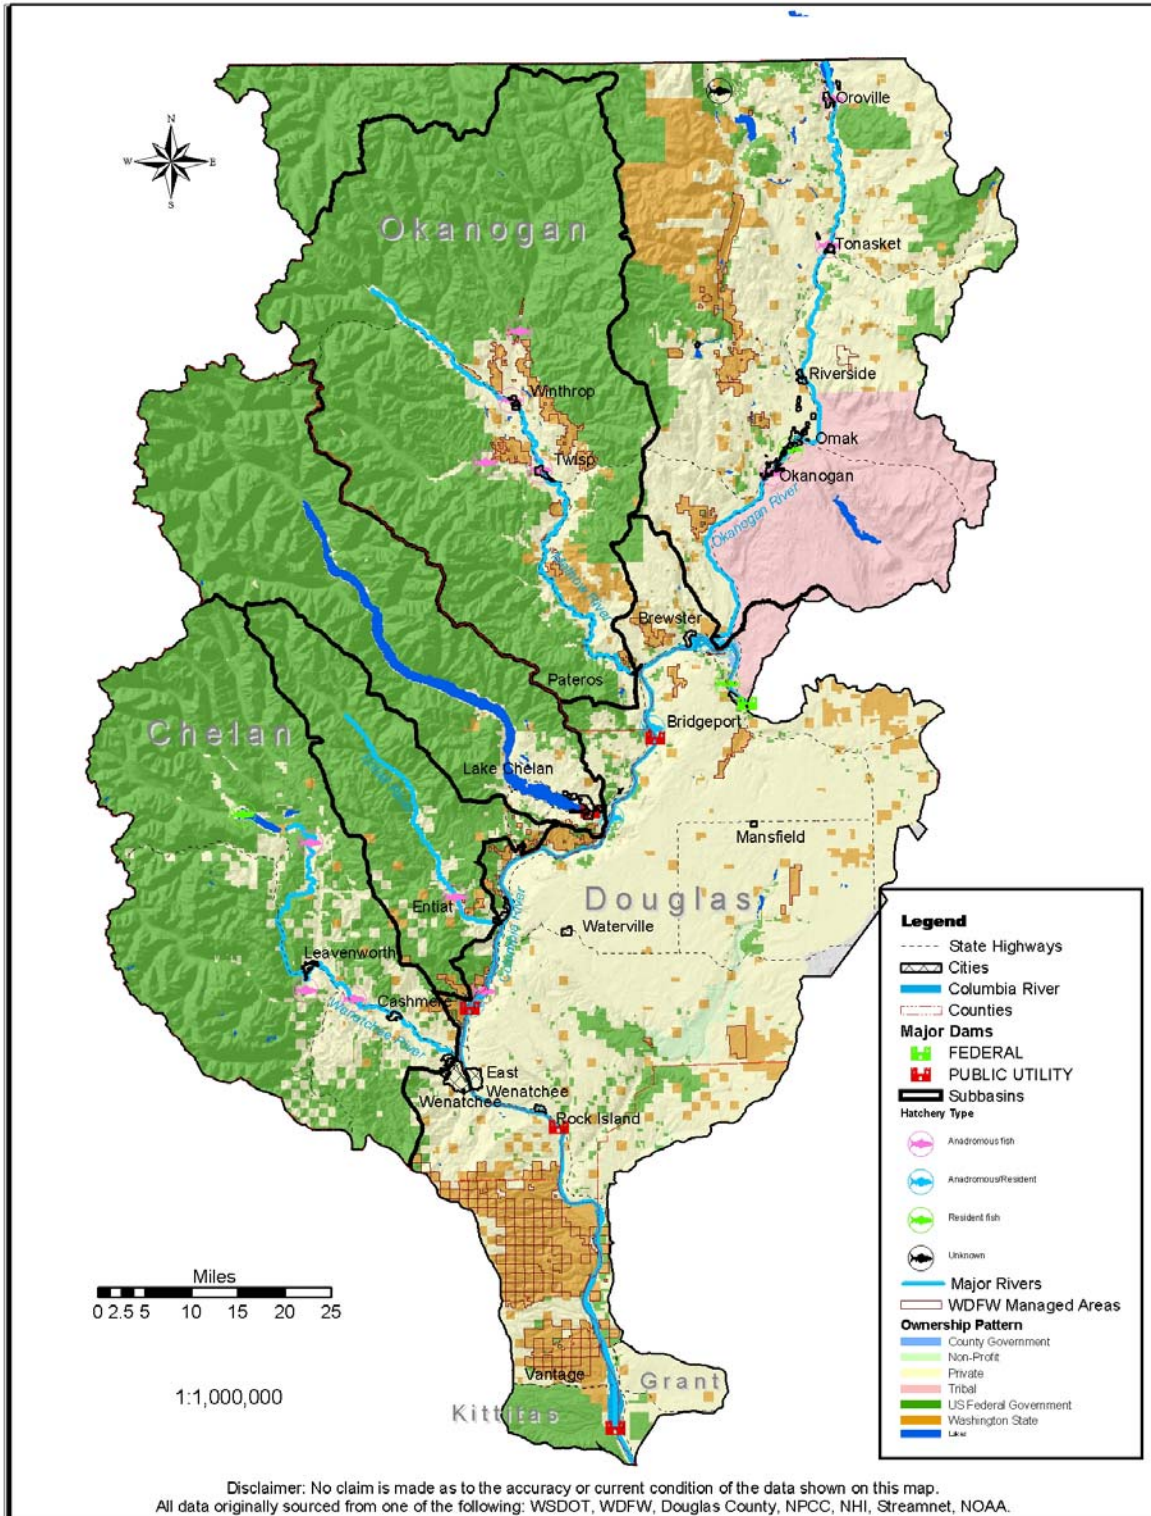 N
W E
S
Oroville
Okanogan
Tonasket
Riverside
Winthrop
Omak
Twisp
Okanogan
Okanogan River
Methow River
Brewster
Pateros
Chelan
Bridgeport
Lake Chelan
Entiat River
Mansfield
Douglas
Entiat
Columbia River
Waterville
Leavenworth
Cashmere
Wenatchee River
East
Wenatchee
Wenatchee
Rock Island
Vantage
Grant
Kittitas
Miles
0 2.5 5 10 15 20 25
1:1,000,000
Legend
State Highways
Cities
Columbia River
Counties
Major Dams
FEDERAL
PUBLIC UTILITY
Subbasins
Hatchery Type
Anadromous fish
Anadromous/Resident
Resident fish
Unknown
Major Rivers
WDFW Managed Areas
Ownership Pattern
County Government
Non-Profit
Private
Tribal
US Federal Government
Washington State
Lakes
Disclaimer: No claim is made as to the accuracy or current condition of the data shown on this map.
All data originally sourced from one of the following: WSDOT, WDFW, Douglas County, NPCC, NHI, Streamnet, NOAA.